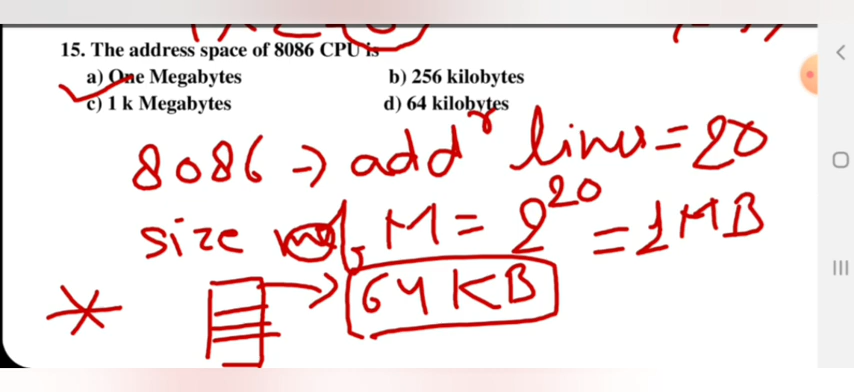 15. The address space of 8086 CPU is
a) One Megabytes b) 256 kilobytes
c) 1 k Megabytes d) 64 kilobytes
8086 → addr lines = 20
size of M = 2^20 = 1 MB
64 KB